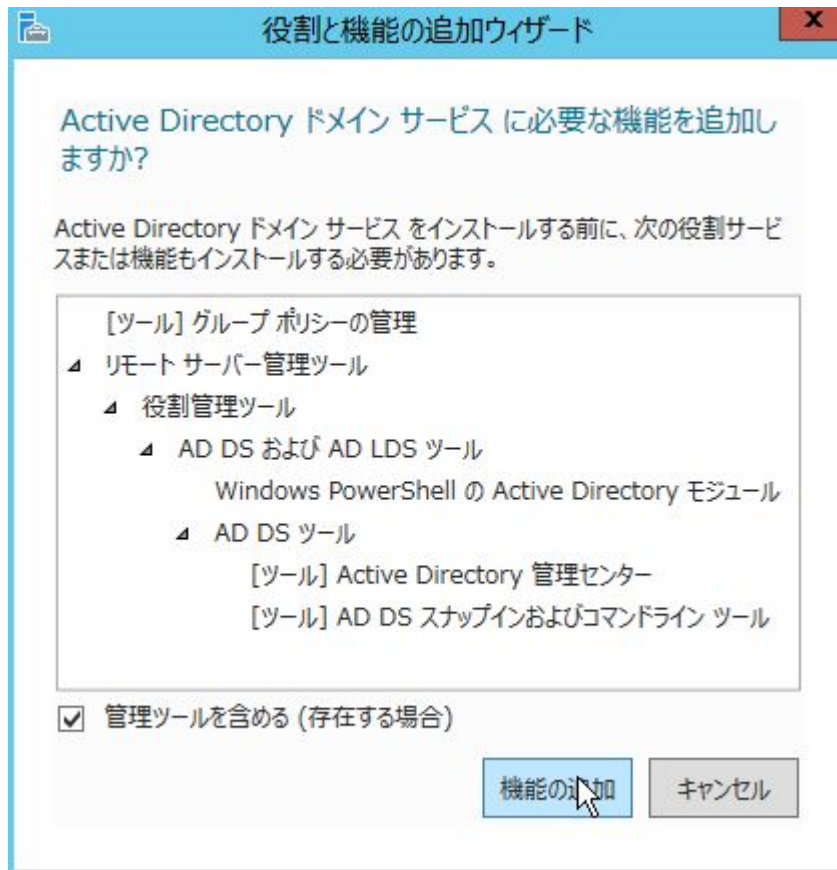 役割と機能の追加ウィザード
x
Active Directory ドメイン サービス に必要な機能を追加し
ますか?
Active Directory ドメイン サービス をインストールする前に、次の役割サービ
スまたは機能もインストールする必要があります。
[ツール] グループ ポリシーの管理
リモート サーバー管理ツール
役割管理ツール
AD DS および AD LDS ツール
Windows PowerShell の Active Directory モジュール
AD DS ツール
[ツール] Active Directory 管理センター
[ツール] AD DS スナップインおよびコマンドライン ツール
管理ツールを含める (存在する場合)
機能の追加
キャンセル